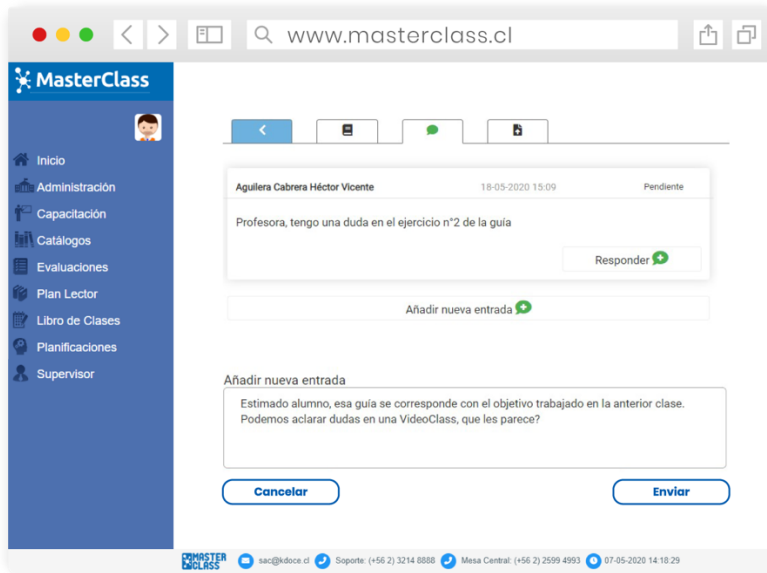 www.masterclass.cl
MasterClass
Inicio
Administración
Capacitación
Catálogos
Evaluaciones
Plan Lector
Libro de Clases
Planificaciones
Supervisor
Aguilera Cabrera Héctor Vicente 18-05-2020 15:09 Pendiente
Profesora, tengo una duda en el ejercicio n°2 de la guía
Responder
Añadir nueva entrada
Añadir nueva entrada
Estimado alumno, esa guía se corresponde con el objetivo trabajado en la anterior clase.
Podemos aclarar dudas en una VideoClass, que les parece?
Cancelar Enviar
MASTER
CLASS
sac@kdoce.cl Soporte: (+56 2) 3214 8888 Mesa Central: (+56 2) 2599 4993 07-05-2020 14:18:29